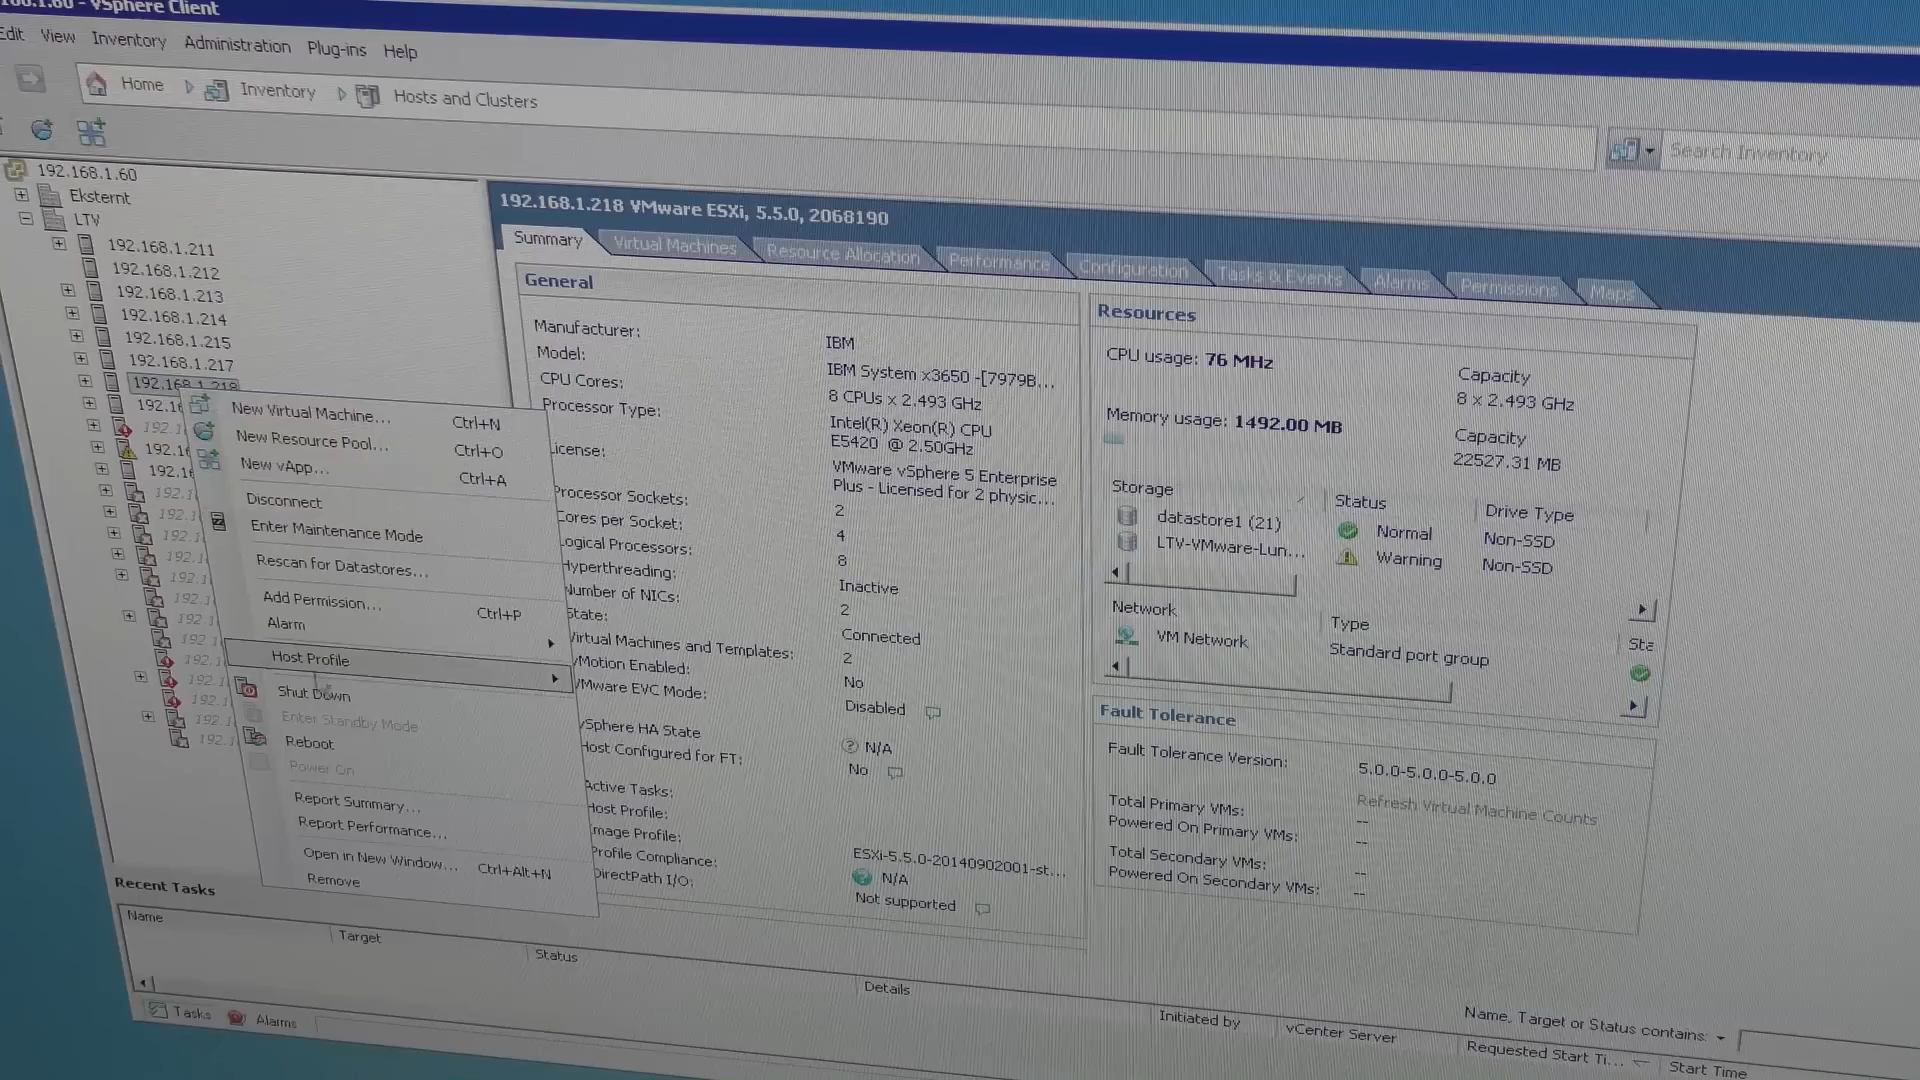 vSphere Client
Edit View Inventory Administration Plug-ins Help
Home Inventory Hosts and Clusters
Search Inventory
192.168.1.60
Eksternt
LTV
192.168.1.211
192.168.1.212
192.168.1.213
192.168.1.214
192.168.1.215
192.168.1.217
192.168.1.218
New Virtual Machine... Ctrl+N
New Resource Pool... Ctrl+O
New vApp... Ctrl+A
Disconnect
Enter Maintenance Mode
Rescan for Datastores...
Add Permission... Ctrl+P
Alarm
Host Profile
Shut Down
Enter Standby Mode
Reboot
Power On
Report Summary...
Report Performance...
Open in New Window... Ctrl+Alt+N
Remove
192.168.1.218 VMware ESXi, 5.5.0, 2068190
Summary Virtual Machines Resource Allocation Performance Configuration Tasks & Events Alarms Permissions Maps
General
Manufacturer: IBM
Model: IBM System x3650 -[7979B...
CPU Cores: 8 CPUs x 2.493 GHz
Processor Type: Intel(R) Xeon(R) CPU
E5420 @ 2.50GHz
License: VMware vSphere 5 Enterprise
Plus - Licensed for 2 physic...
Processor Sockets: 2
Cores per Socket: 4
Logical Processors: 8
Hyperthreading: Inactive
Number of NICs: 2
State: Connected
Virtual Machines and Templates: 2
vMotion Enabled: No
VMware EVC Mode: Disabled
vSphere HA State N/A
Host Configured for FT: No
Active Tasks:
Host Profile:
Image Profile: ESXi-5.5.0-20140902001-st...
Profile Compliance: N/A
DirectPath I/O: Not supported
Resources
CPU usage: 76 MHz Capacity
8 x 2.493 GHz
Memory usage: 1492.00 MB Capacity
22527.31 MB
Storage Status Drive Type
datastore1 (21) Normal Non-SSD
LTV-VMware-Lun... Warning Non-SSD
Network Type Sta
VM Network Standard port group
Fault Tolerance
Fault Tolerance Version: 5.0.0-5.0.0-5.0.0
Refresh Virtual Machine Counts
Total Primary VMs: --
Powered On Primary VMs: --
Total Secondary VMs: --
Powered On Secondary VMs: --
Recent Tasks
Name, Target or Status contains:
Name Target Status Details Initiated by vCenter Server Requested Start Ti... Start Time
Tasks Alarms